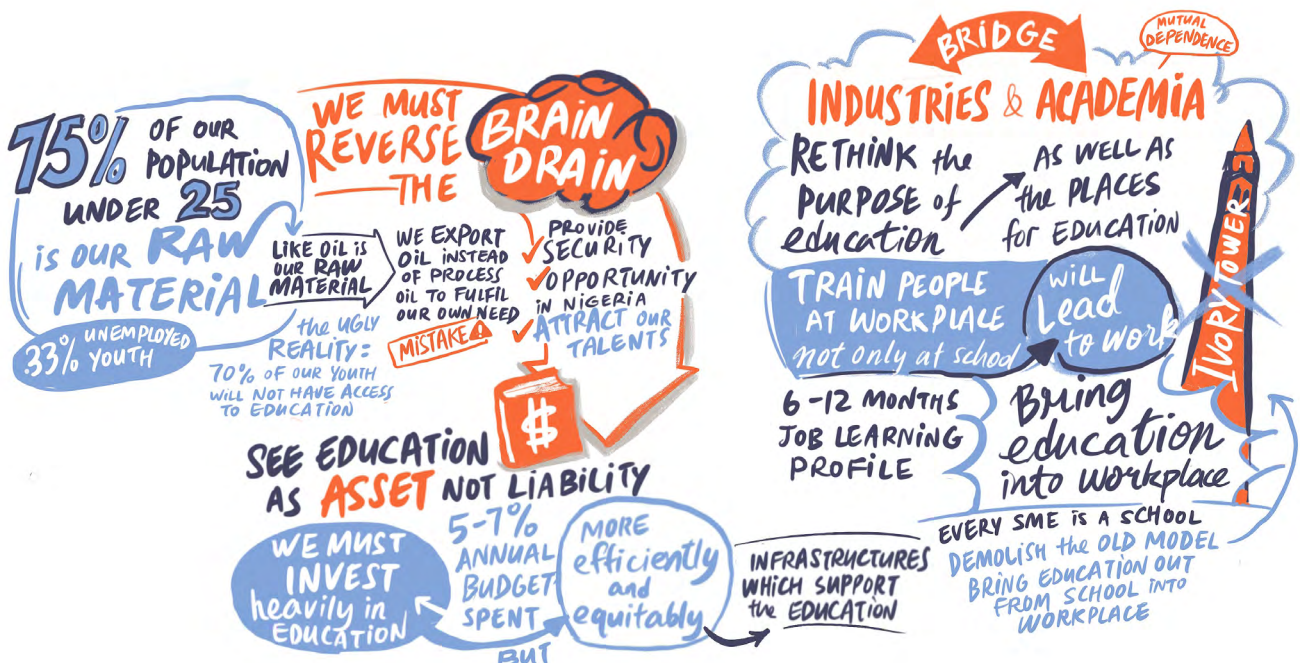 75% OF OUR
POPULATION
UNDER 25
is OUR RAW
MATERIAL
33% UNEMPLOYED
YOUTH
LIKE OIL iS
OUR RAW
MATERIAL
WE EXPORT
OIL INSTEAD
OF PROCESS
OIL TO FULFIL
OUR OWN NEED
MISTAKE
the UGLY
REALITY:
70% OF OUR YOUTH
WILL NOT HAVE ACCESS
TO EDUCATION
WE MUST
REVERSE
THE
BRAIN
DRAIN
PROVIDE
SECURITY
OPPORTUNITY
IN NIGERIA
ATTRACT OUR
TALENTS
$
SEE EDUCATION
AS ASSET NOT LIABILITY
WE MUST
INVEST
heavily in
EDUCATION
5-7%
ANNUAL
BUDGET
SPENT
BUT
MORE
efficiently
and
equitably
INFRASTRUCTURES
WHICH SUPPORT
the EDUCATION
BRIDGE
MUTUAL
DEPENDENCE
INDUSTRIES & ACADEMIA
RETHINK the
PURPOSE of
education
AS WELL AS
the PLACES
for EDUCATION
TRAIN PEOPLE
AT WORKPLACE
not only at school
will
Lead
to work
IVORY TOWER
6-12 MONTHS
JOB LEARNING
PROFILE
Bring
education
into workplace
EVERY SME IS A SCHOOL
DEMOLISH the OLD MODEL
BRING EDUCATION OUT
FROM SCHOOL INTO
WORKPLACE